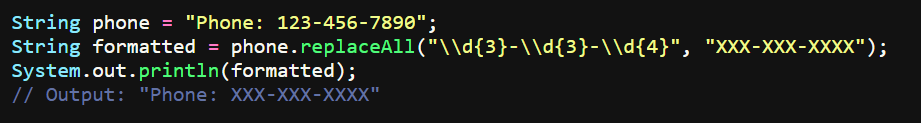 String phone = "Phone: 123-456-7890";
String formatted = phone.replaceAll("\\d{3}-\\d{3}-\\d{4}", "XXX-XXX-XXXX");
System.out.println(formatted);
// Output: "Phone: XXX-XXX-XXXX"